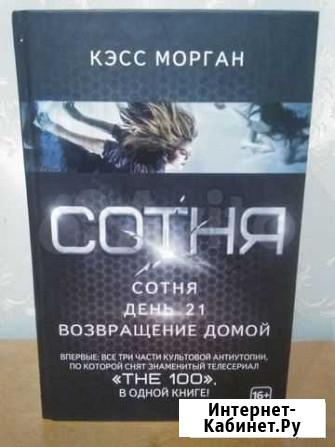 КЭСС МОРГАН
СОТНЯ
СОТНЯ
ДЕНЬ 21
ВОЗВРАЩЕНИЕ ДОМОЙ
ВПЕРВЫЕ: ВСЕ ТРИ ЧАСТИ КУЛЬТОВОЙ АНТИУТОПИИ,
ПО КОТОРОЙ СНЯТ ЗНАМЕНИТЫЙ ТЕЛЕСЕРИАЛ
«THE 100»,
В ОДНОЙ КНИГЕ!
16+
Интернет-
Кабинет.Ру